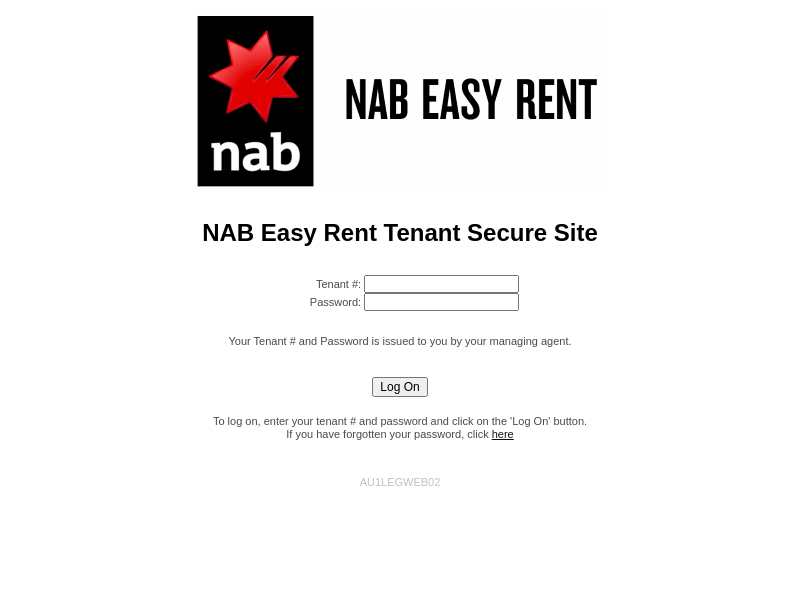 nab
NAB EASY RENT
NAB Easy Rent Tenant Secure Site
Tenant #:
Password:
Your Tenant # and Password is issued to you by your managing agent.
Log On
To log on, enter your tenant # and password and click on the 'Log On' button.
If you have forgotten your password, click here
AU1LEGWEB02